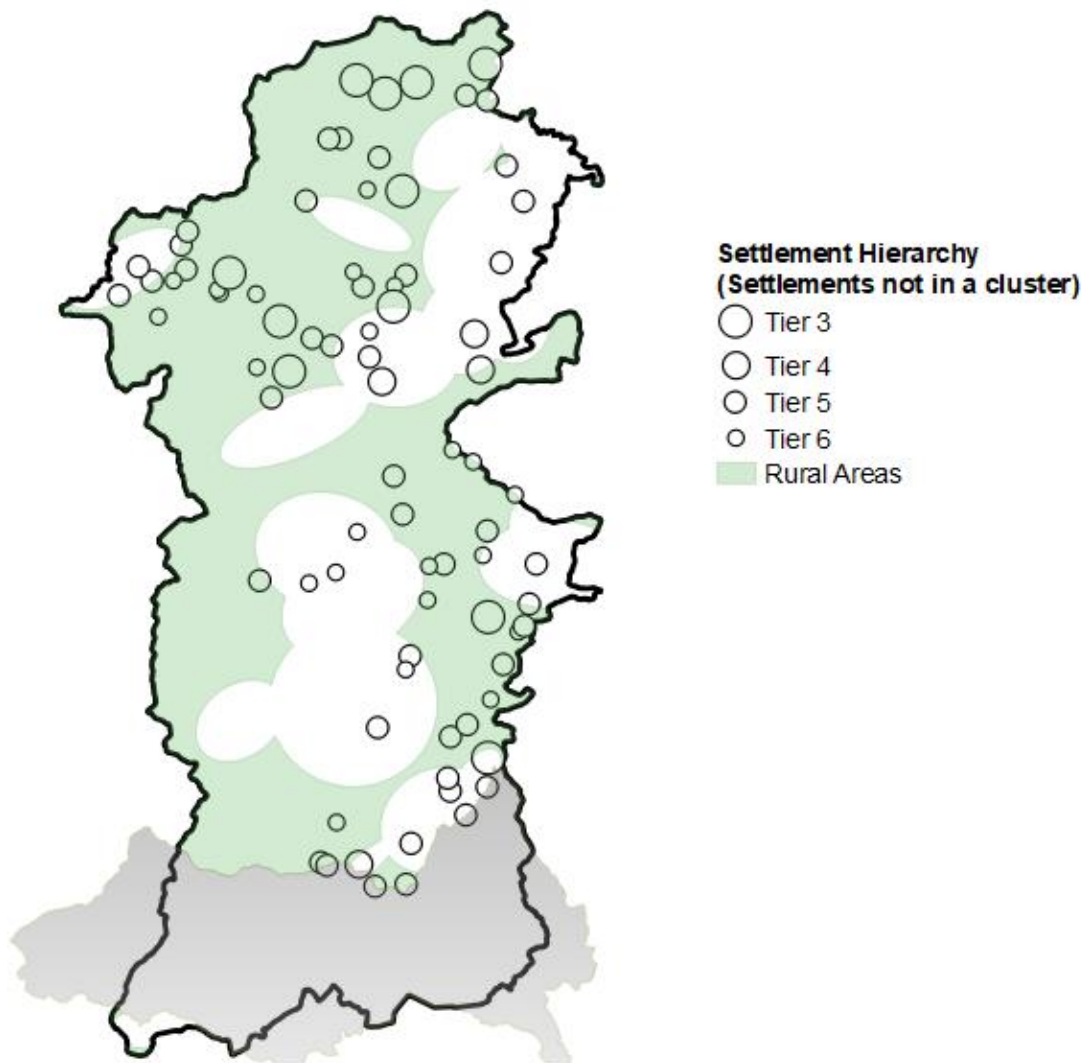 Settlement Hierarchy
(Settlements not in a cluster)
Tier 3
Tier 4
Tier 5
Tier 6
Rural Areas